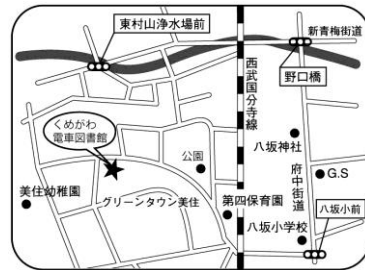 東村山浄水場前
新青梅街道
野口橋
西武国分寺線
くめがわ
電車図書館
公園
八坂神社
府中街道
G.S
美住幼稚園
グリーンタウン美住
第四保育園
八坂小前
八坂小学校